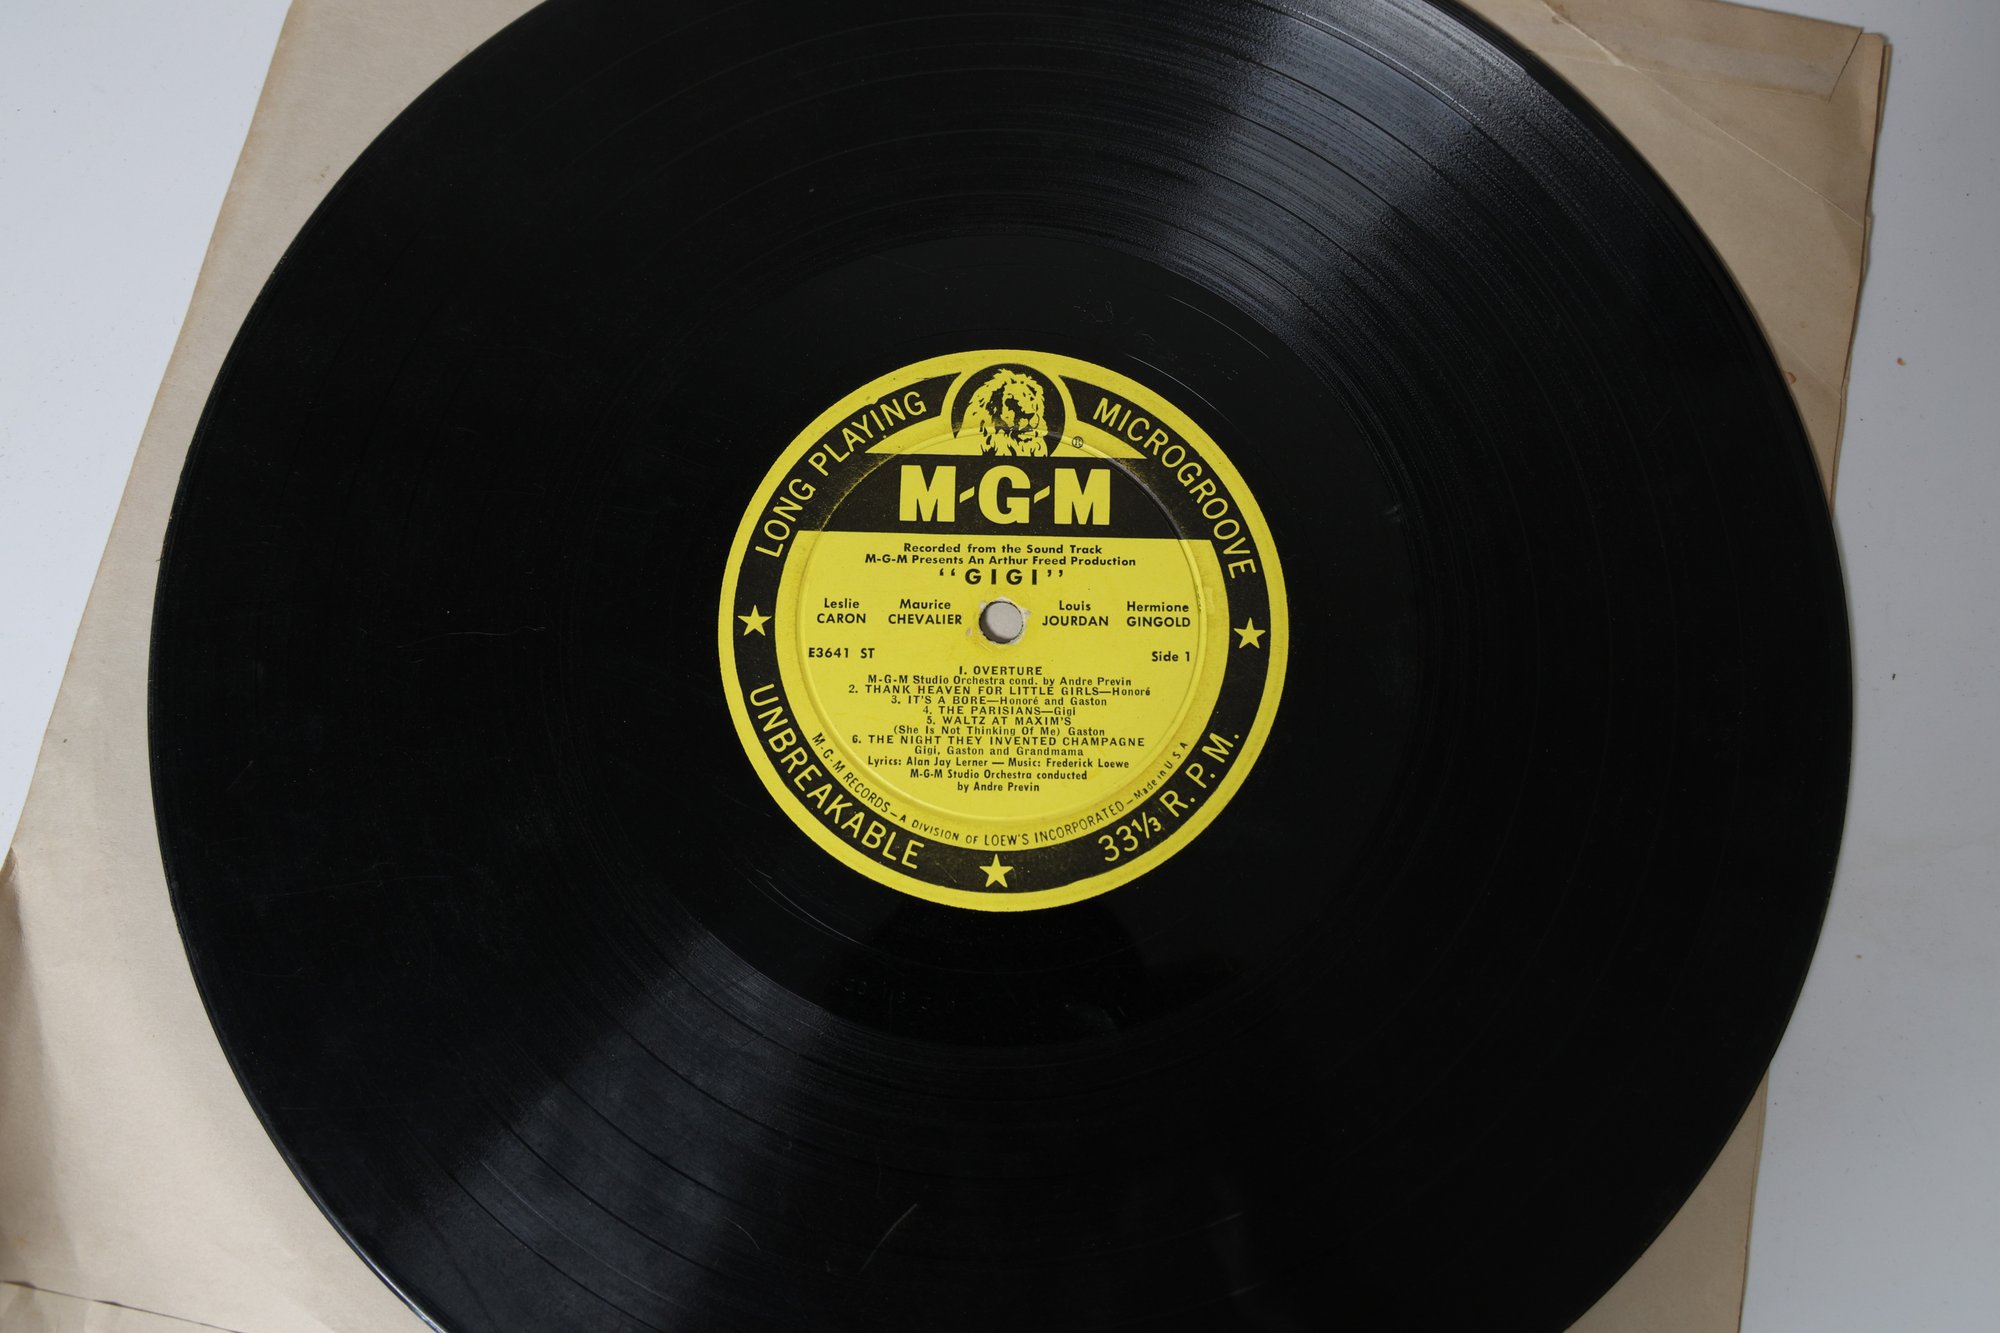 LONG PLAYING
MICROGROOVE
M-G-M
Recorded from the Sound Track
M-G-M Presents An Arthur Freed Production
“GIGI”
Leslie CARON
Maurice CHEVALIER
Louis JOURDAN
Hermione GINGOLD
E3641 ST
Side 1
1. OVERTURE
M-G-M Studio Orchestra cond. by Andre Previn
2. THANK HEAVEN FOR LITTLE GIRLS—Honoré
3. IT'S A BORE—Honoré and Gaston
4. THE PARISIANS—Gigi
5. WALTZ AT MAXIM'S
(She Is Not Thinking Of Me) Gaston
6. THE NIGHT THEY INVENTED CHAMPAGNE
Gigi, Gaston and Grandmama
Lyrics: Alan Jay Lerner — Music: Frederick Loewe
M-G-M Studio Orchestra conducted
by Andre Previn
M-G-M RECORDS—A DIVISION OF LOEW'S INCORPORATED—Made in U S A
UNBREAKABLE
33⅓ R.P.M.